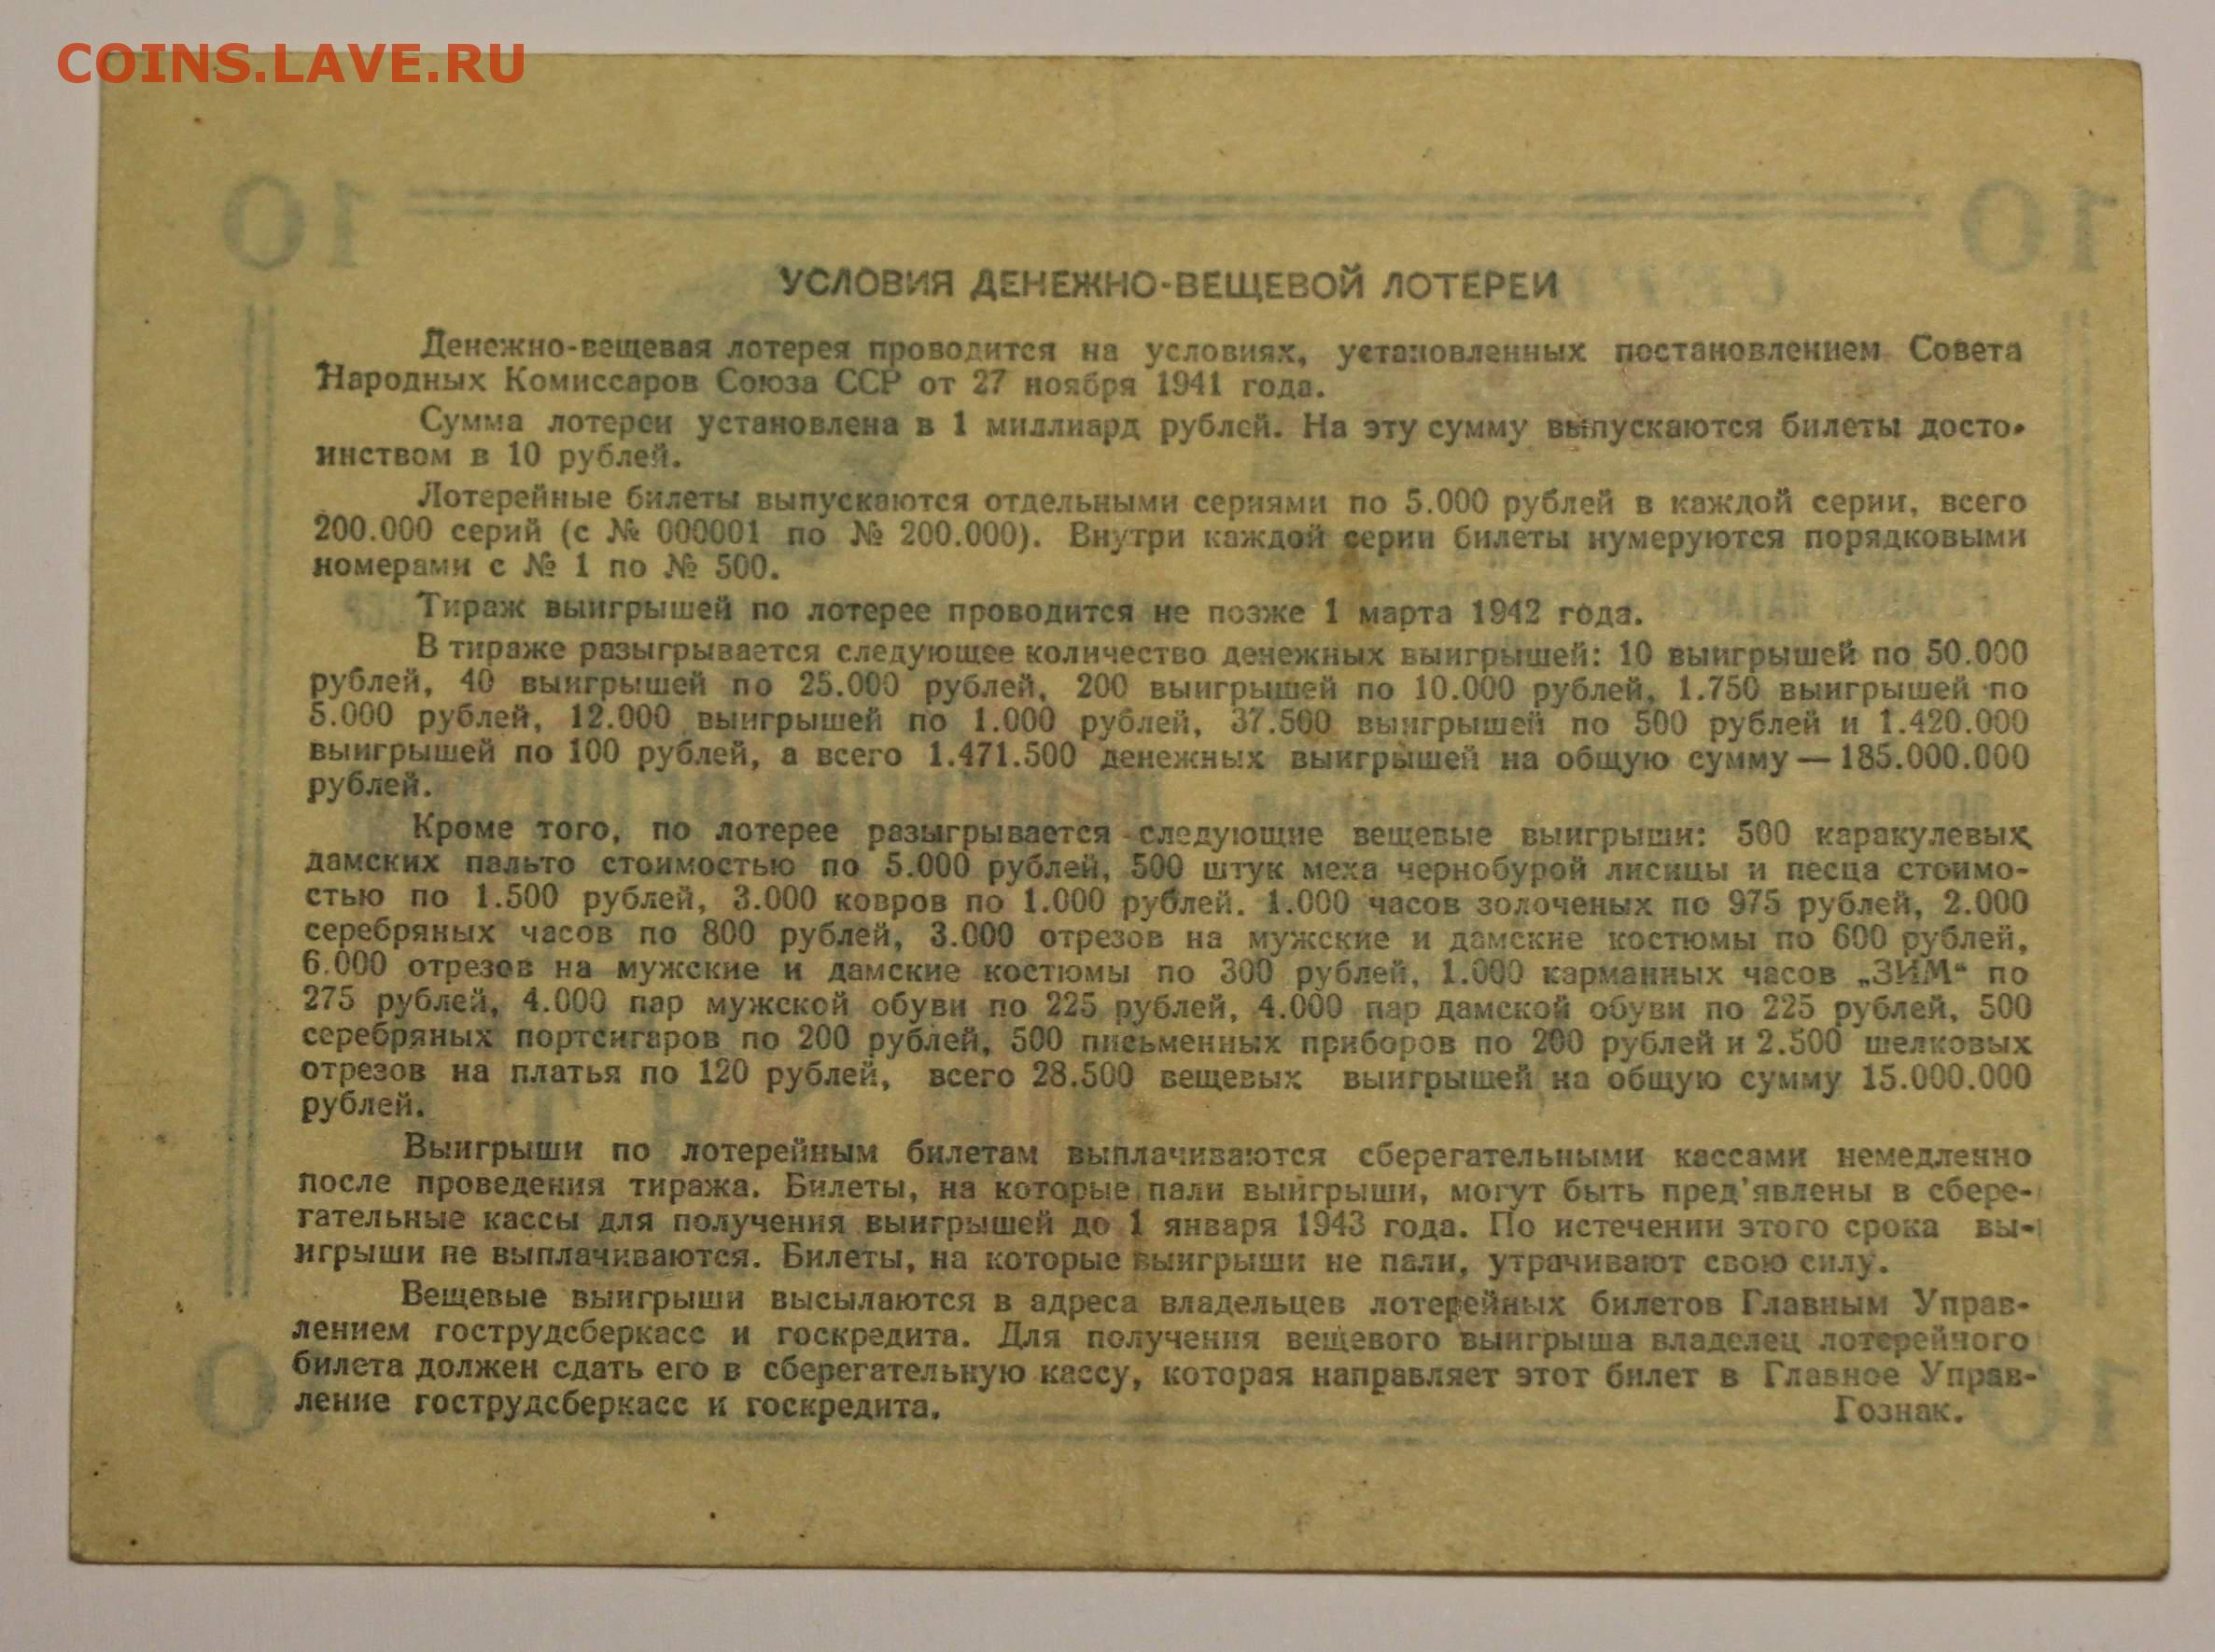 COINS.LAVE.RU
10 10
УСЛОВИЯ ДЕНЕЖНО-ВЕЩЕВОЙ ЛОТЕРЕИ
Денежно-вещевая лотерея проводится на условиях, установленных постановлением Совета
Народных Комиссаров Союза ССР от 27 ноября 1941 года.
Сумма лотереи установлена в 1 миллиард рублей. На эту сумму выпускаются билеты досто-
инством в 10 рублей.
Лотерейные билеты выпускаются отдельными сериями по 5.000 рублей в каждой серии, всего
200.000 серий (с № 000001 по № 200.000). Внутри каждой серии билеты нумеруются порядковыми
номерами с № 1 по № 500.
Тираж выигрышей по лотерее проводится не позже 1 марта 1942 года.
В тираже разыгрывается следующее количество денежных выигрышей: 10 выигрышей по 50.000
рублей, 40 выигрышей по 25.000 рублей, 200 выигрышей по 10.000 рублей, 1.750 выигрышей по
5.000 рублей, 12.000 выигрышей по 1.000 рублей, 37.500 выигрышей по 500 рублей и 1.420.000
выигрышей по 100 рублей, а всего 1.471.500 денежных выигрышей на общую сумму — 185.000.000
рублей.
Кроме того, по лотерее разыгрывается следующие вещевые выигрыши: 500 каракулевых
дамских пальто стоимостью по 5.000 рублей, 500 штук меха чернобурой лисицы и песца стоимо-
стью по 1.500 рублей, 3.000 ковров по 1.000 рублей. 1.000 часов золоченых по 975 рублей, 2.000
серебряных часов по 800 рублей, 3.000 отрезов на мужские и дамские костюмы по 600 рублей,
6.000 отрезов на мужские и дамские костюмы по 300 рублей, 1.000 карманных часов „ЗИМ“ по
275 рублей, 4.000 пар мужской обуви по 225 рублей, 4.000 пар дамской обуви по 225 рублей, 500
серебряных портсигаров по 200 рублей, 500 письменных приборов по 200 рублей и 2.500 шелковых
отрезов на платья по 120 рублей, всего 28.500 вещевых выигрышей на общую сумму 15.000.000
рублей.
Выигрыши по лотерейным билетам выплачиваются сберегательными кассами немедленно
после проведения тиража. Билеты, на которые пали выигрыши, могут быть пред'явлены в сбере-
гательные кассы для получения выигрышей до 1 января 1943 года. По истечении этого срока вы-
игрыши не выплачиваются. Билеты, на которые выигрыши не пали, утрачивают свою силу.
Вещевые выигрыши высылаются в адреса владельцев лотерейных билетов Главным Управ-
лением гострудсберкасс и госкредита. Для получения вещевого выигрыша владелец лотерейного
билета должен сдать его в сберегательную кассу, которая направляет этот билет в Главное Управ-
ление гострудсберкасс и госкредита.
Гознак.